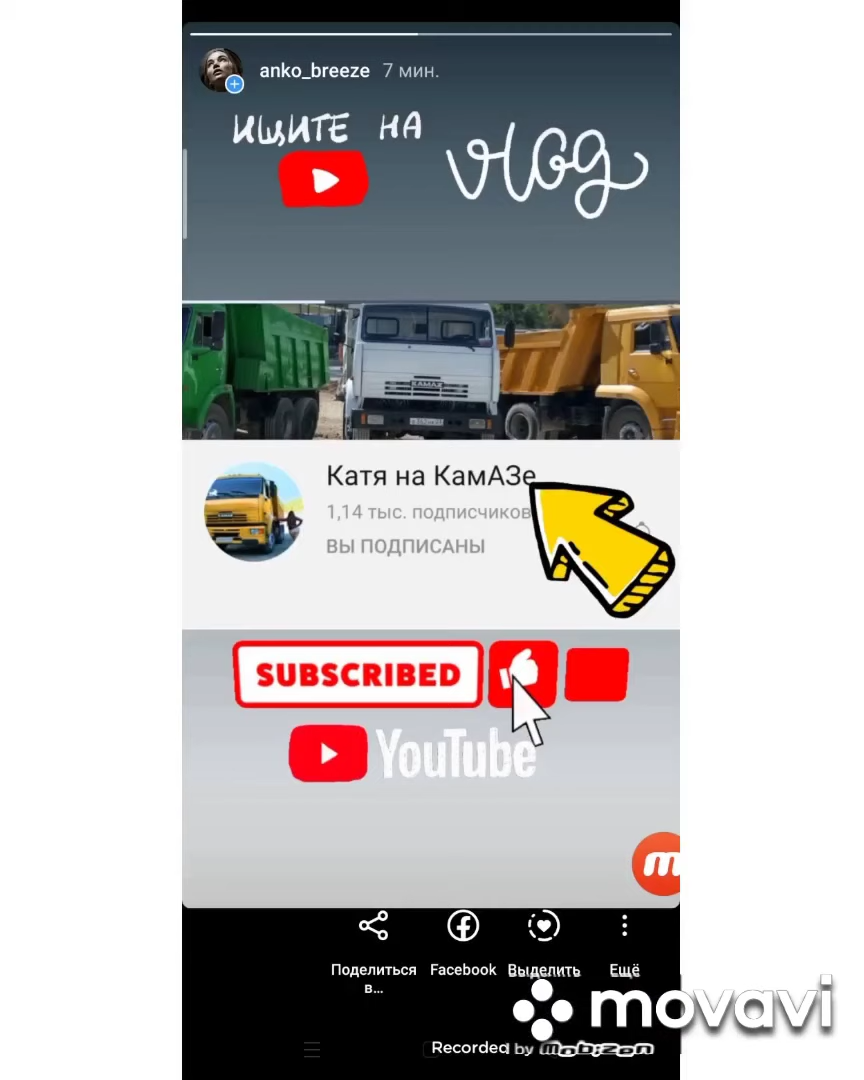 anko_breeze 7 мин.
ищите на
vlog
КАМАZ
Катя на КамАЗе
1,14 тыс. подписчиков
ВЫ ПОДПИСАНЫ
SUBSCRIBED
YouTube
m
Поделиться в...
Facebook
Выделить
Ещё
movavi
Recorded by Mobizen